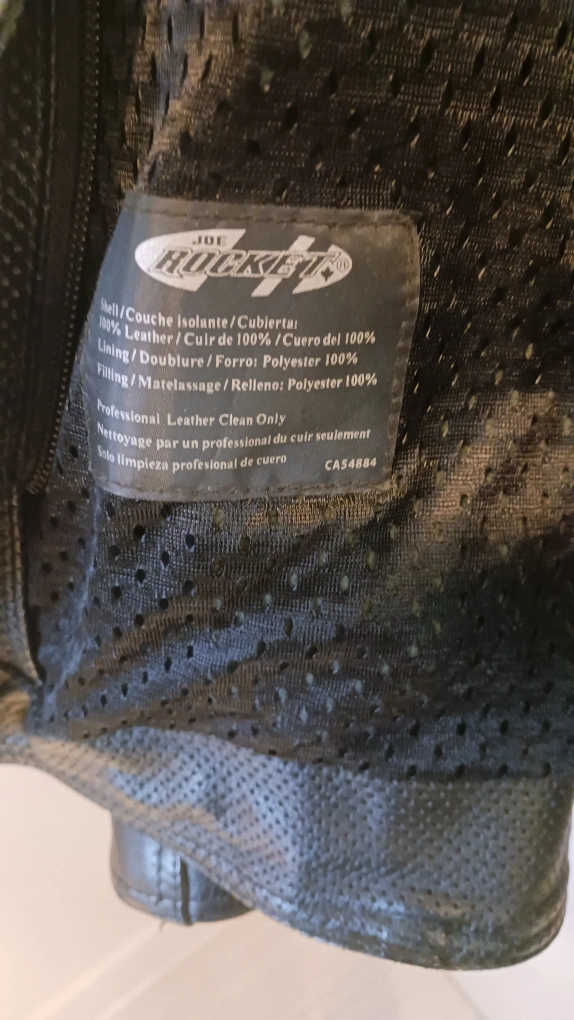 JOE
ROCKET®
Shell/Couche isolante/Cubierta:
100% Leather/Cuir de 100%/Cuero del 100%
Lining/Doublure/Forro: Polyester 100%
Filling/Matelassage/Relleno: Polyester 100%
Professional Leather Clean Only
Nettoyage par un professional du cuir seulement
Solo limpieza profesional de cuero
CA54884